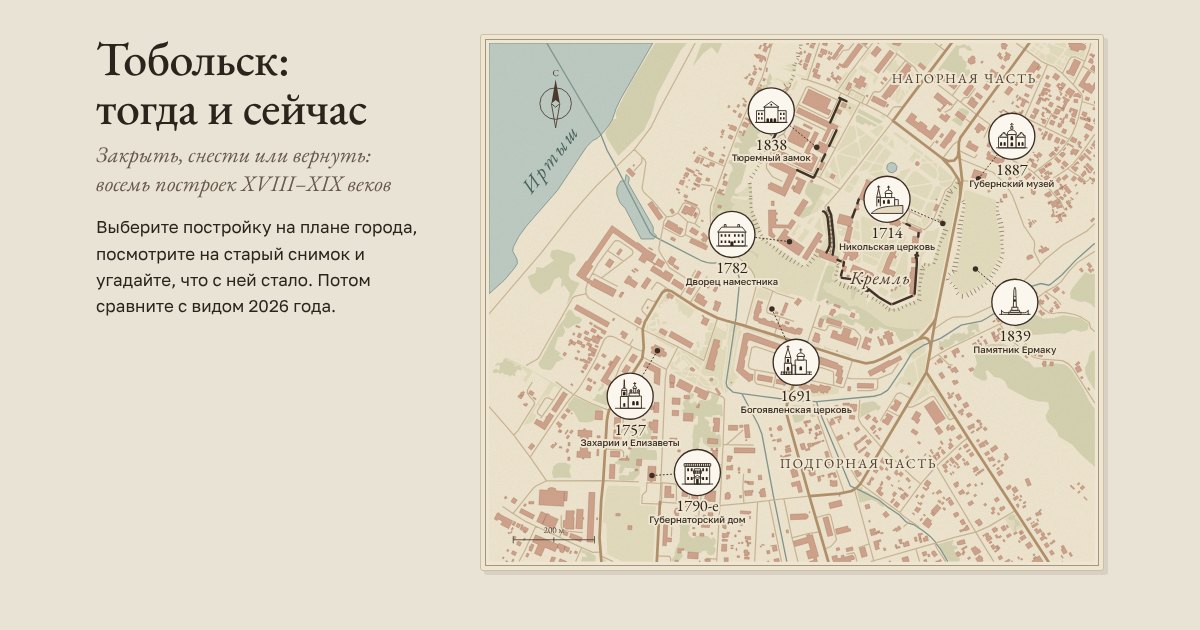 Тобольск:
тогда и сейчас
Закрыть, снести или вернуть:
восемь построек XVIII–XIX веков
Выберите постройку на плане города,
посмотрите на старый снимок и
угадайте, что с ней стало. Потом
сравните с видом 2026 года.
С
Иртыш
НАГОРНАЯ ЧАСТЬ
1838
Тюремный замок
1887
Губернский музей
1714
Никольская церковь
1782
Дворец наместника
Кремль
1839
Памятник Ермаку
1691
Богоявленская церковь
1757
Захарии и Елизаветы
ПОДГОРНАЯ ЧАСТЬ
1790-е
Губернаторский дом
200 м